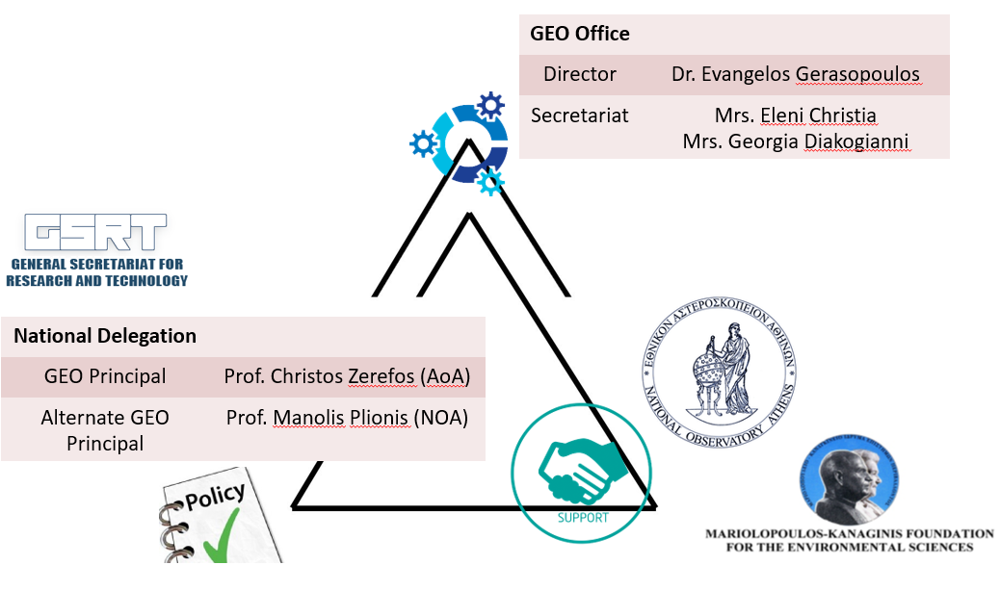 GEO Office
Director Dr. Evangelos Gerasopoulos
Secretariat Mrs. Eleni Christia
Mrs. Georgia Diakogianni
GSRT
GENERAL SECRETARIAT FOR
RESEARCH AND TECHNOLOGY
National Delegation
GEO Principal Prof. Christos Zerefos (AoA)
Alternate GEO Prof. Manolis Plionis (NOA)
Principal
ΕΘΝΙΚΟΝ ΑΣΤΕΡΟΣΚΟΠΕΙΟΝ ΑΘΗΝΩΝ
NATIONAL OBSERVATORY ATHENS
Policy
SUPPORT
MARIOLOPOULOS-KANAGINIS FOUNDATION
FOR THE ENVIRONMENTAL SCIENCES